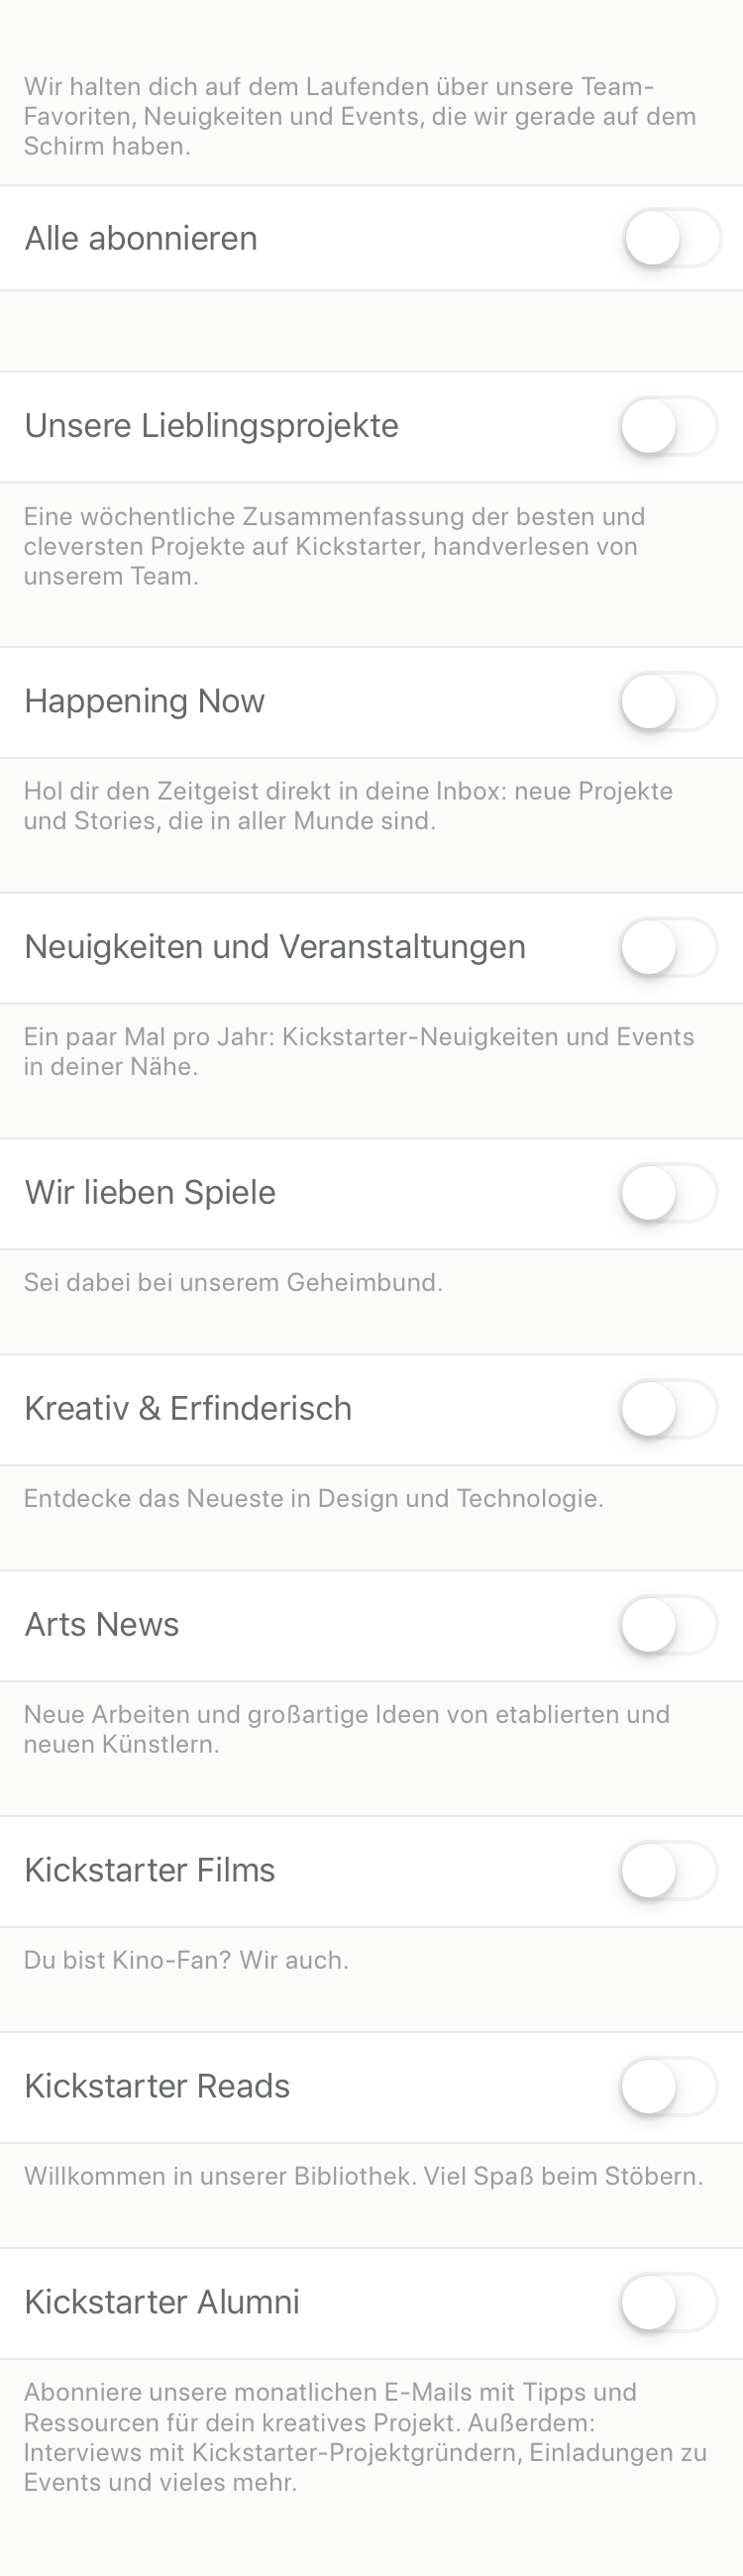 Wir halten dich auf dem Laufenden über unsere Team-
Favoriten, Neuigkeiten und Events, die wir gerade auf dem
Schirm haben.
Alle abonnieren
Unsere Lieblingsprojekte
Eine wöchentliche Zusammenfassung der besten und
cleversten Projekte auf Kickstarter, handverlesen von
unserem Team.
Happening Now
Hol dir den Zeitgeist direkt in deine Inbox: neue Projekte
und Stories, die in aller Munde sind.
Neuigkeiten und Veranstaltungen
Ein paar Mal pro Jahr: Kickstarter-Neuigkeiten und Events
in deiner Nähe.
Wir lieben Spiele
Sei dabei bei unserem Geheimbund.
Kreativ & Erfinderisch
Entdecke das Neueste in Design und Technologie.
Arts News
Neue Arbeiten und großartige Ideen von etablierten und
neuen Künstlern.
Kickstarter Films
Du bist Kino-Fan? Wir auch.
Kickstarter Reads
Willkommen in unserer Bibliothek. Viel Spaß beim Stöbern.
Kickstarter Alumni
Abonniere unsere monatlichen E-Mails mit Tipps und
Ressourcen für dein kreatives Projekt. Außerdem:
Interviews mit Kickstarter-Projektgründern, Einladungen zu
Events und vieles mehr.